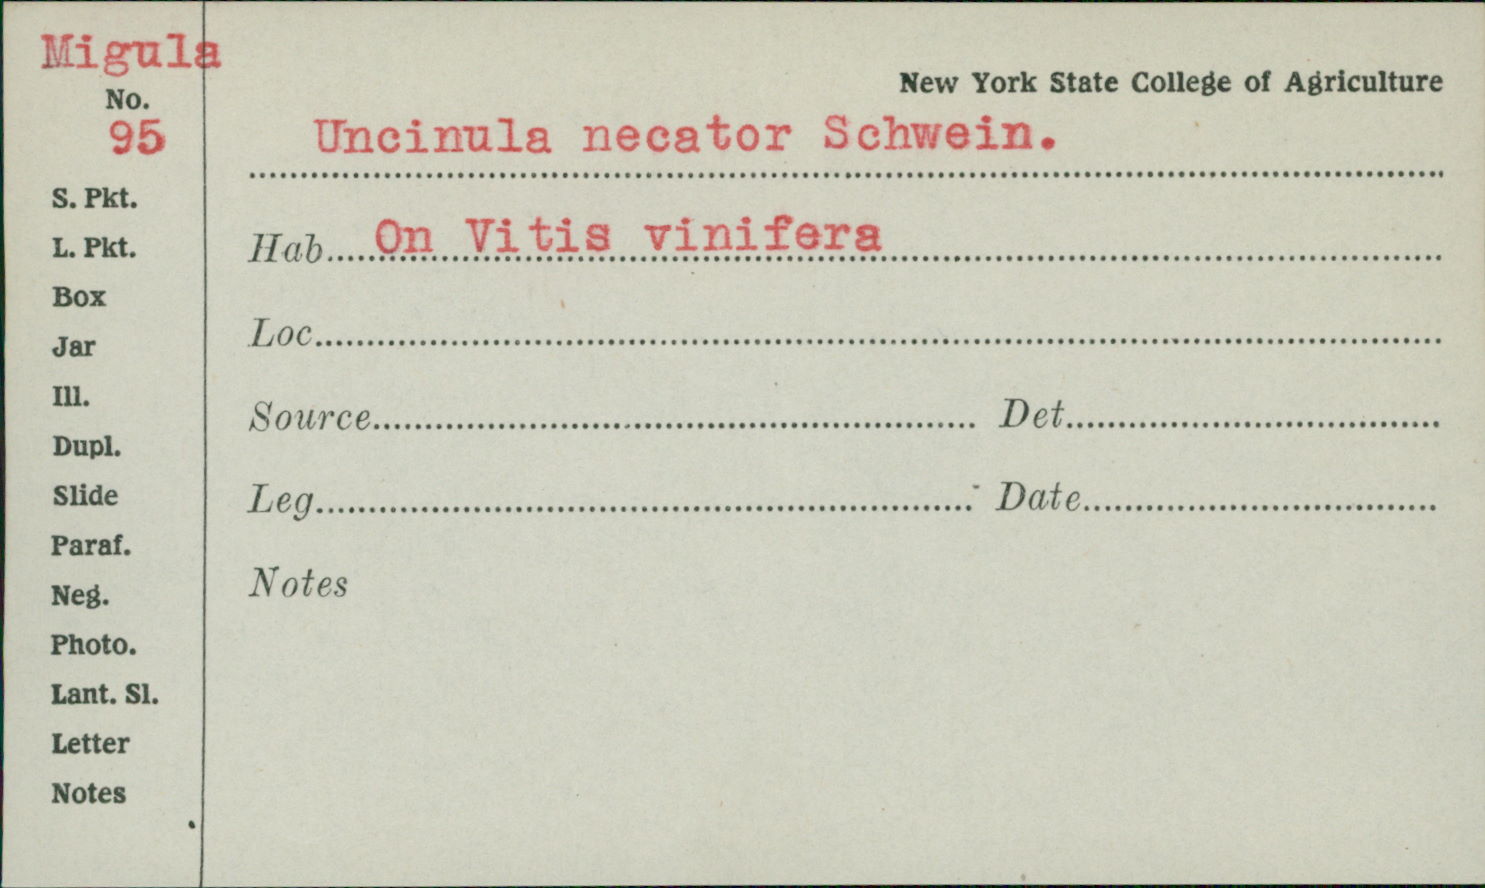 Migula
No.
95
New York State College of Agriculture
Uncinula necator Schwein.
S. Pkt.
L. Pkt.
Box
Jar
Ill.
Dupl.
Slide
Paraf.
Neg.
Photo.
Lant. Sl.
Letter
Notes
Hab. On Vitis vinifera
Loc.
Source Det.
Leg. Date
Notes